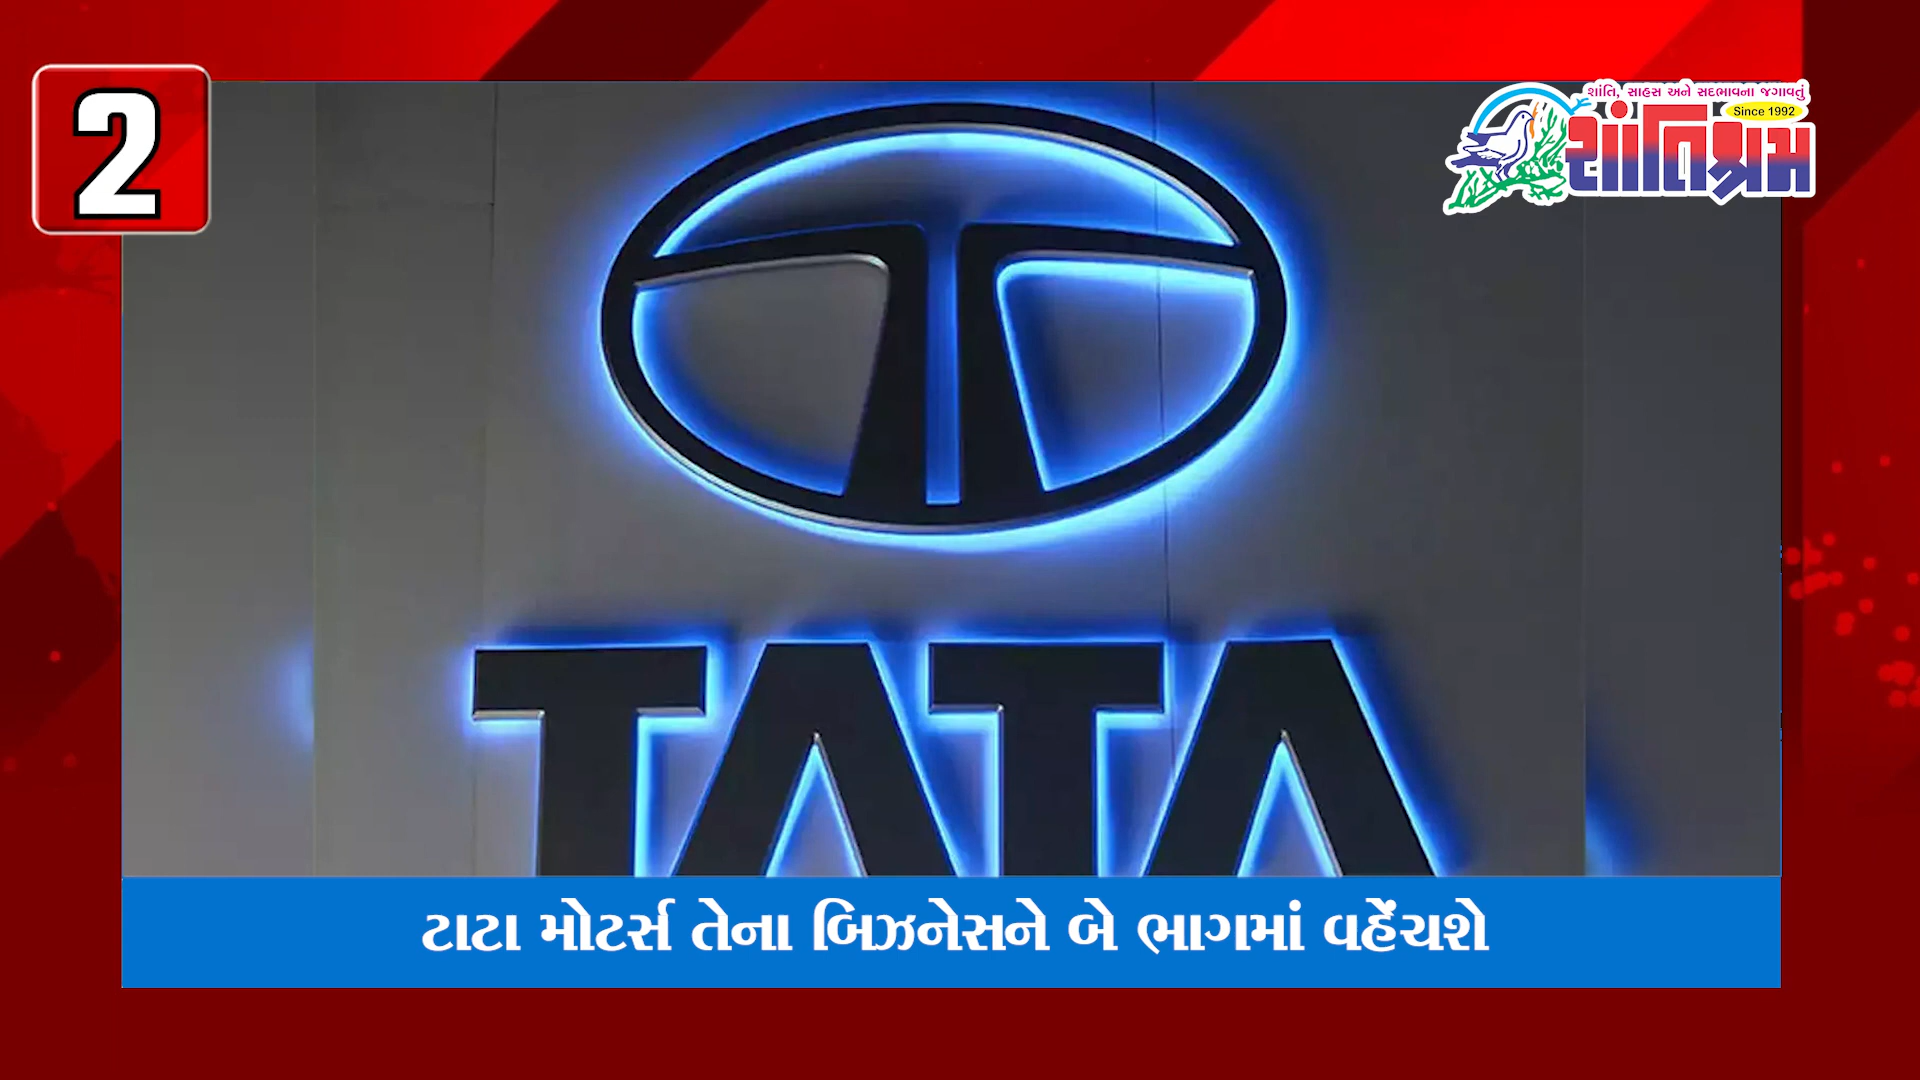 2
શાંતિ, સાહસ અને સદભાવના જગાવતું
Since 1992
શાંતિશ્રમ
TATA
ટાટા મોટર્સ તેના બિઝનેસને બે ભાગમાં વહેંચશે